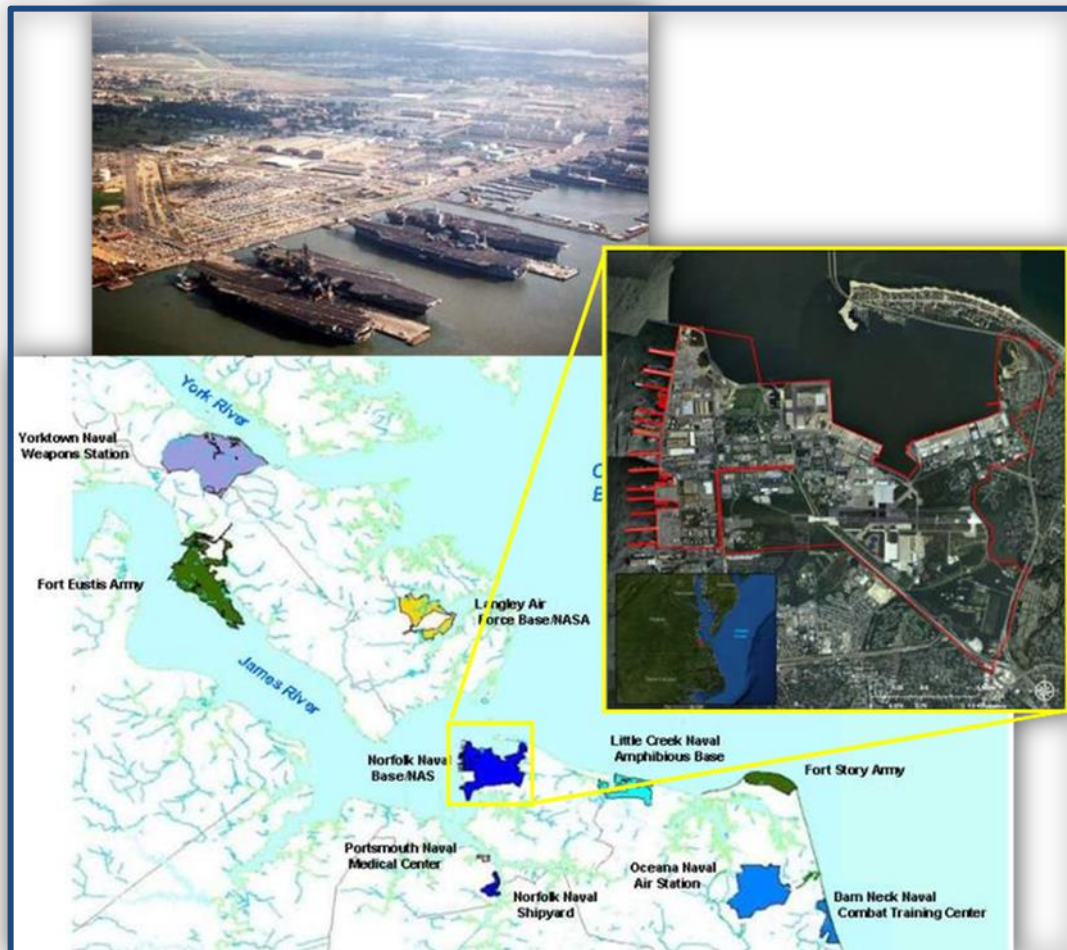 York River
Yorktown Naval
Weapons Station
Fort Eustis Army
Langley Air
Force Base/NASA
James River
Norfolk Naval
Base/NAS
Little Creek Naval
Amphibious Base
Fort Story Army
Portsmouth Naval
Medical Center
Norfolk Naval
Shipyard
Oceana Naval
Air Station
Dam Neck Naval
Combat Training Center